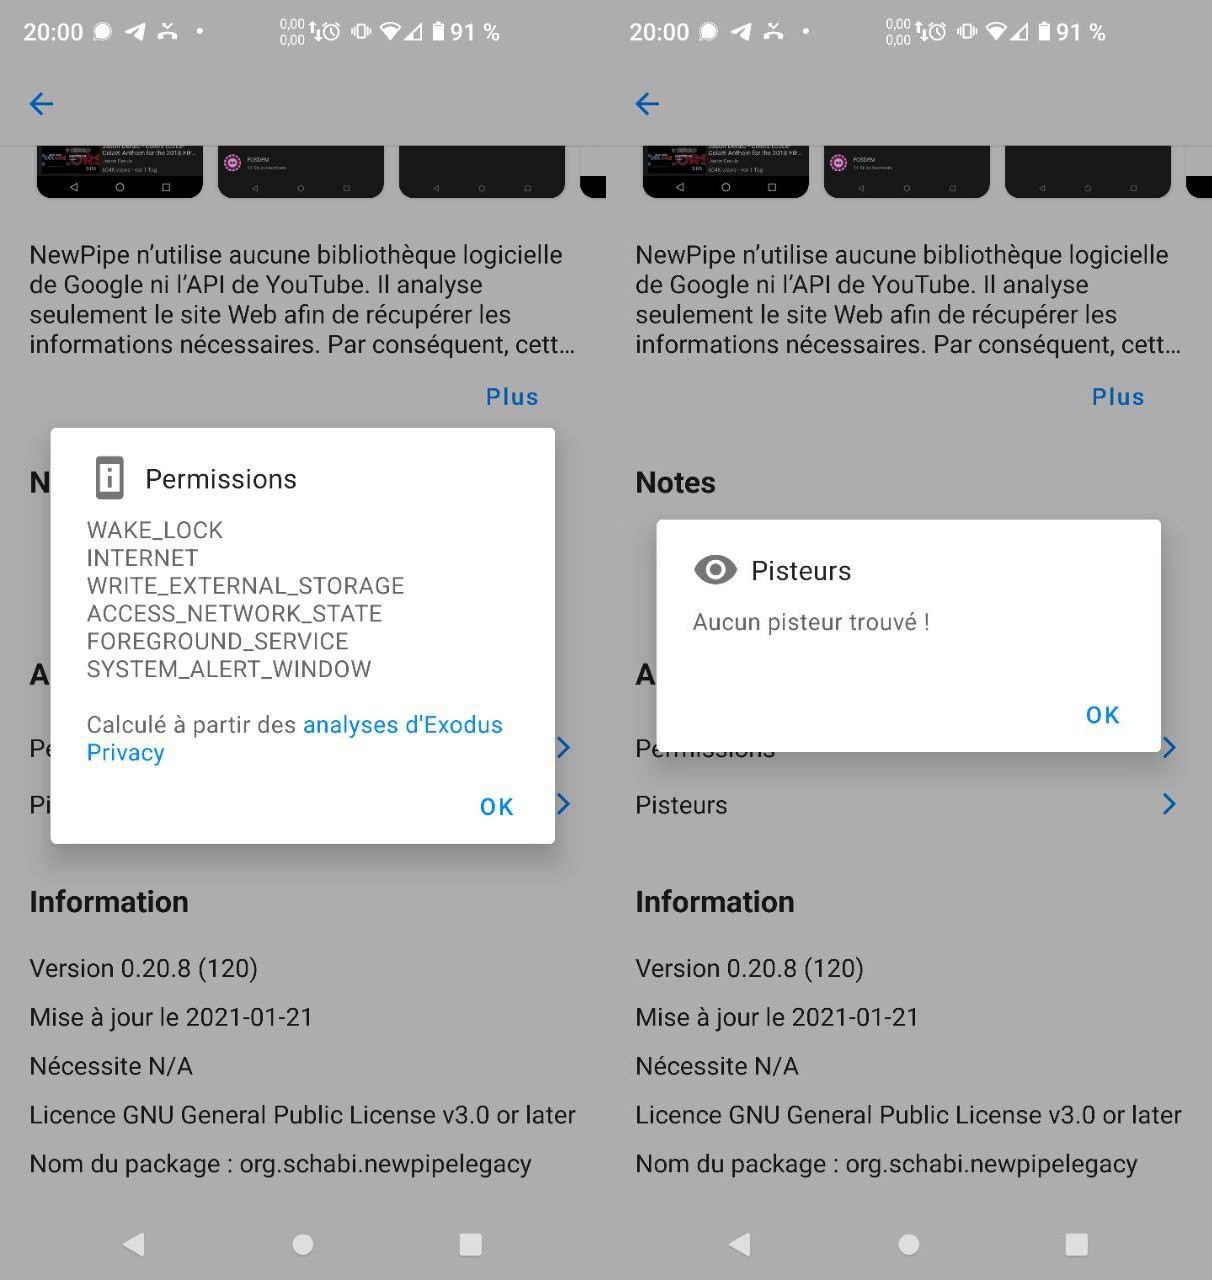 20:00
0,00
0,00
91 %
FOSDEM
NewPipe n’utilise aucune bibliothèque logicielle
de Google ni l’API de YouTube. Il analyse
seulement le site Web afin de récupérer les
informations nécessaires. Par conséquent, cett...
Plus
N
Permissions
WAKE_LOCK
INTERNET
WRITE_EXTERNAL_STORAGE
ACCESS_NETWORK_STATE
FOREGROUND_SERVICE
SYSTEM_ALERT_WINDOW
A
Calculé à partir des analyses d'Exodus
Privacy
Pe
Pi
OK
Information
Version 0.20.8 (120)
Mise à jour le 2021-01-21
Nécessite N/A
Licence GNU General Public License v3.0 or later
Nom du package : org.schabi.newpipelegacy
20:00
0,00
0,00
91 %
FOSDEM
NewPipe n’utilise aucune bibliothèque logicielle
de Google ni l’API de YouTube. Il analyse
seulement le site Web afin de récupérer les
informations nécessaires. Par conséquent, cett...
Plus
Notes
Pisteurs
Aucun pisteur trouvé !
A
OK
Permissions
Pisteurs
Information
Version 0.20.8 (120)
Mise à jour le 2021-01-21
Nécessite N/A
Licence GNU General Public License v3.0 or later
Nom du package : org.schabi.newpipelegacy